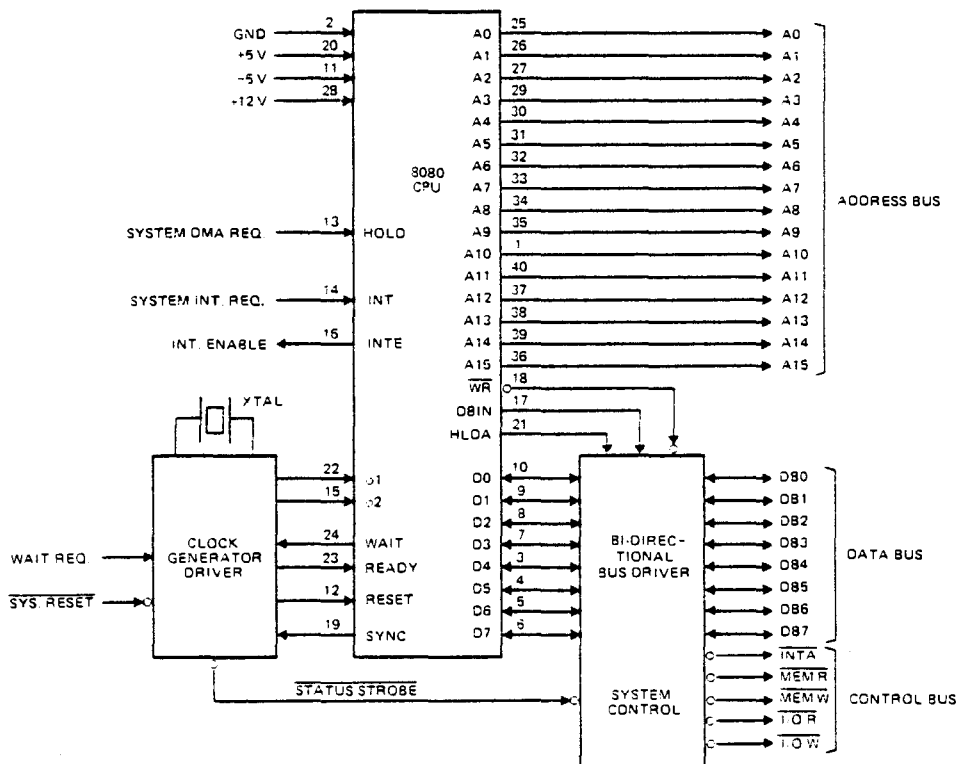 GND 2
+5 V 20
-5 V 11
+12 V 28
8080
CPU
A0 25 A0
A1 26 A1
A2 27 A2
A3 29 A3
A4 30 A4
A5 31 A5
A6 32 A6
A7 33 A7
A8 34 A8
A9 35 A9
A10 1 A10
A11 40 A11
A12 37 A12
A13 38 A13
A14 39 A14
A15 36 A15
ADDRESS BUS
SYSTEM DMA REQ. 13 HOLD
SYSTEM INT. REQ. 14 INT
INT. ENABLE 16 INTE
WR 18
DBIN 17
HLDA 21
XTAL
22 φ1
15 φ2
24 WAIT
23 READY
12 RESET
19 SYNC
CLOCK
GENERATOR
DRIVER
WAIT REQ.
SYS. RESET
STATUS STROBE
D0 10 DB0
D1 9 DB1
D2 8 DB2
D3 7 DB3
D4 3 DB4
D5 4 DB5
D6 5 DB6
D7 6 DB7
BI-DIREC-
TIONAL
BUS DRIVER
DATA BUS
SYSTEM
CONTROL
INTA
MEM R
MEM W
I/O R
I/O W
CONTROL BUS